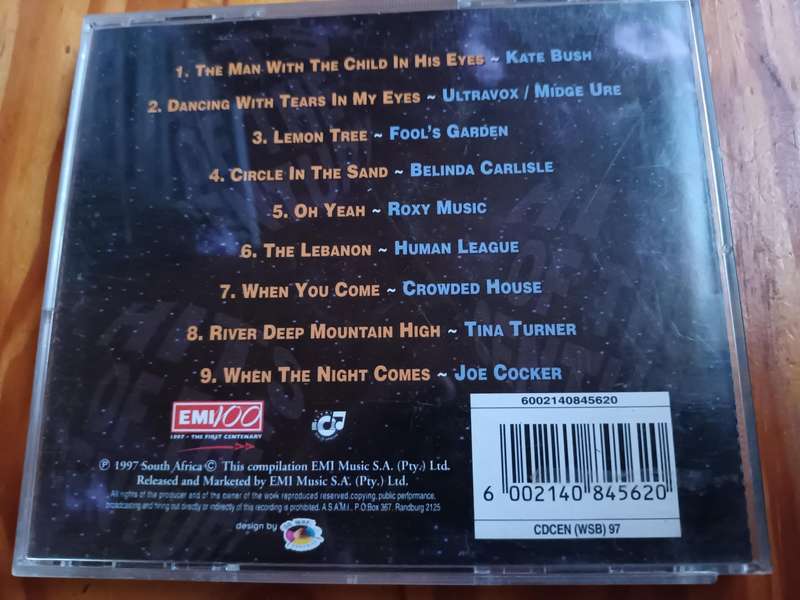 1. The Man With The Child In His Eyes ~ Kate Bush
2. Dancing With Tears In My Eyes ~ Ultravox / Midge Ure
3. Lemon Tree ~ Fool's Garden
4. Circle In The Sand ~ Belinda Carlisle
5. Oh Yeah ~ Roxy Music
6. The Lebanon ~ Human League
7. When You Come ~ Crowded House
8. River Deep Mountain High ~ Tina Turner
9. When The Night Comes ~ Joe Cocker
EMI100
1997 - THE FIRST CENTENARY
℗ 1997 South Africa © This compilation EMI Music S.A. (Pty.) Ltd.
Released and Marketed by EMI Music S.A. (Pty.) Ltd.
All rights of the producer and of the owner of the work reproduced reserved,copying, public performance,
broadcasting and hiring out directly or indirectly of this recording is prohibited. A.S.A.M.I., P.O.Box 367, Randburg 2125
design by
6002140845620
6 002140 845620
CDCEN (WSB) 97